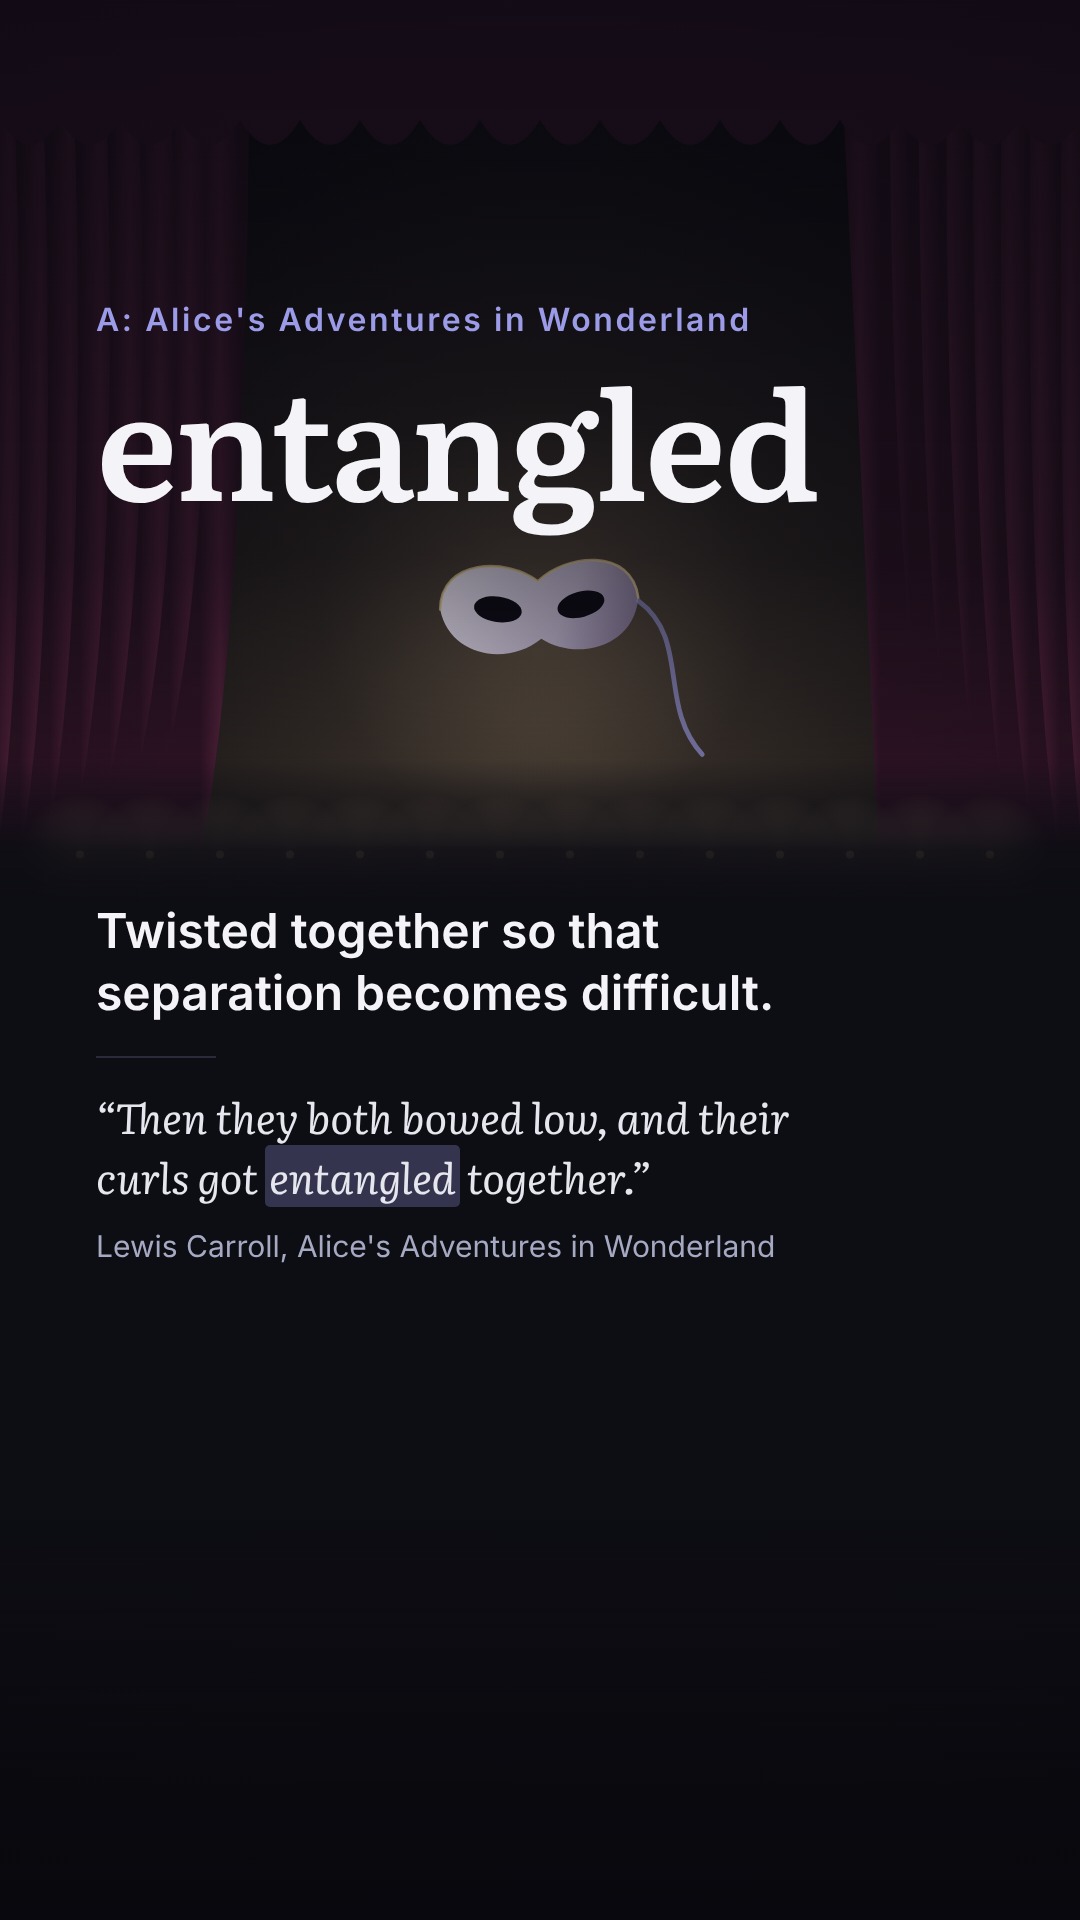 A: Alice's Adventures in Wonderland
entangled
Twisted together so that
separation becomes difficult.
“Then they both bowed low, and their
curls got entangled together.”
Lewis Carroll, Alice's Adventures in Wonderland